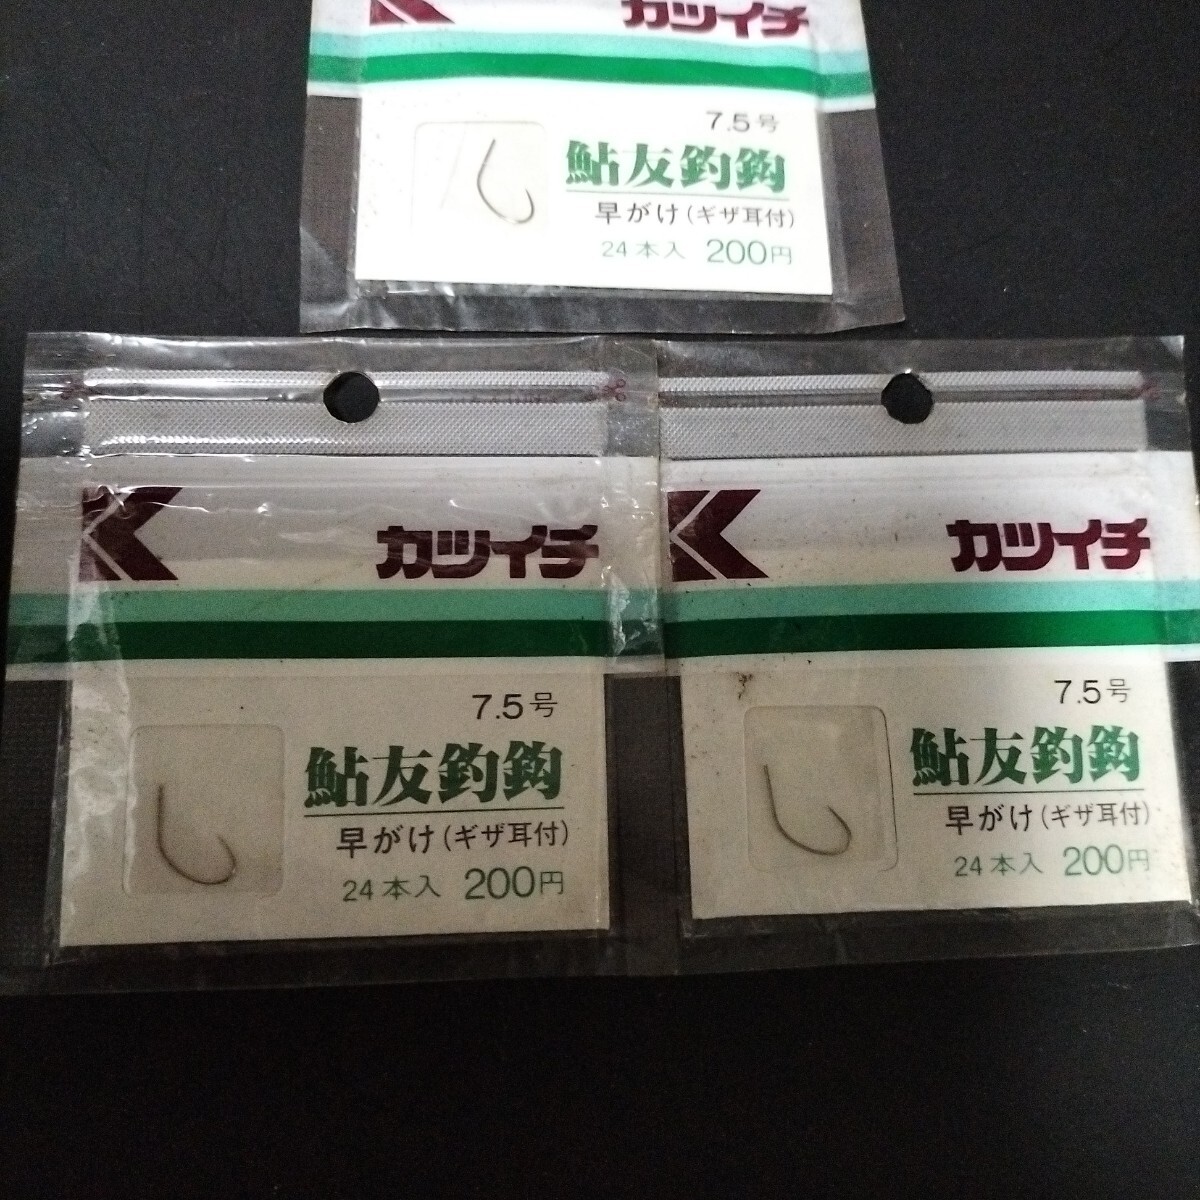 カツイチ
7.5号
鮎友釣鈎
早がけ(ギザ耳付)
24本入 200円
K カツイチ
7.5号
鮎友釣鈎
早がけ(ギザ耳付)
24本入 200円
K カツイチ
7.5号
鮎友釣鈎
早がけ(ギザ耳付)
24本入 200円